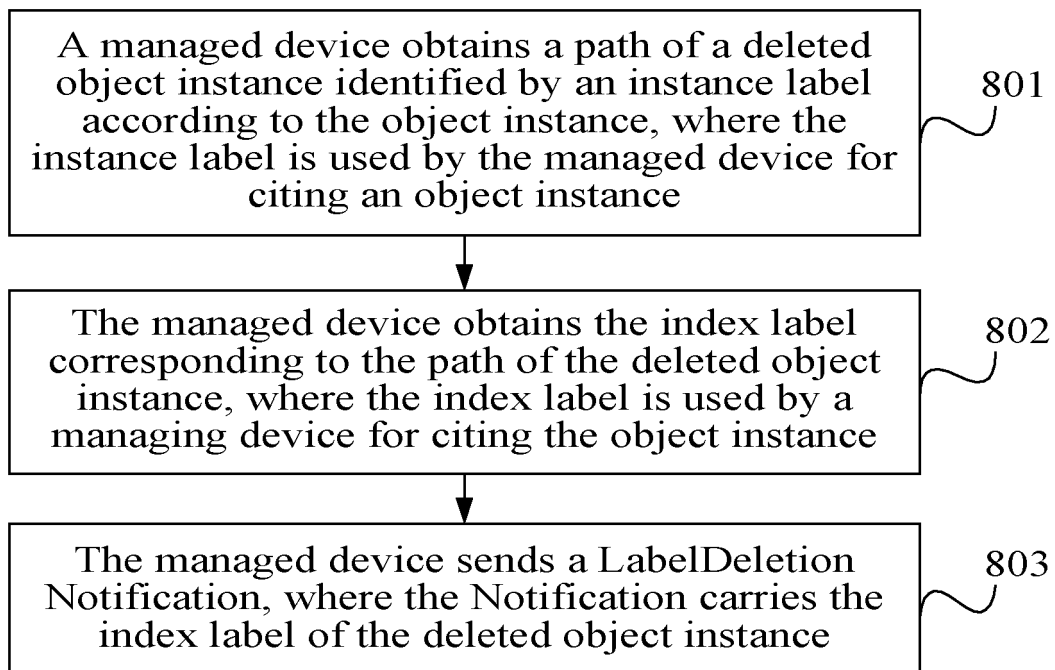 A managed device obtains a path of a deleted
object instance identified by an instance label
according to the object instance, where the
instance label is used by the managed device for
citing an object instance
801
The managed device obtains the index label
corresponding to the path of the deleted object
instance, where the index label is used by a
managing device for citing the object instance
802
The managed device sends a LabelDeletion
Notification, where the Notification carries the
index label of the deleted object instance
803